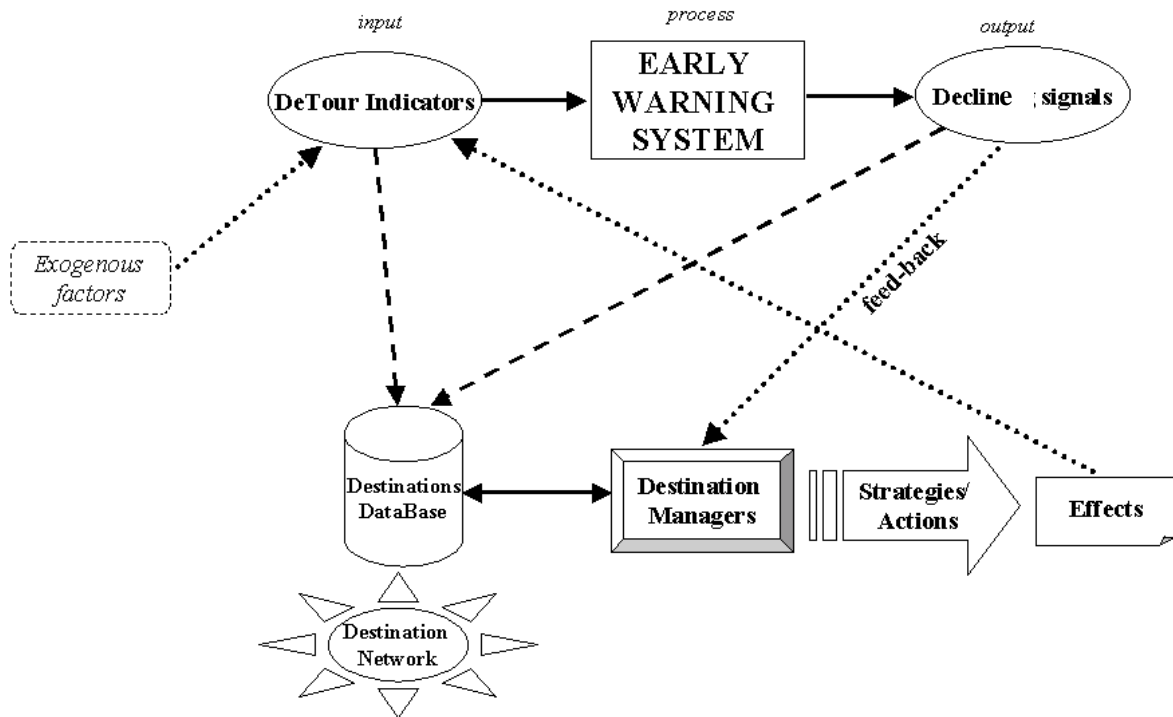 input
process
output
DeTour Indicators
EARLY
WARNING
SYSTEM
Decline signals
Exogenous
factors
feed-back
Destinations
DataBase
Destination
Managers
Strategies/
Actions
Effects
Destination
Network